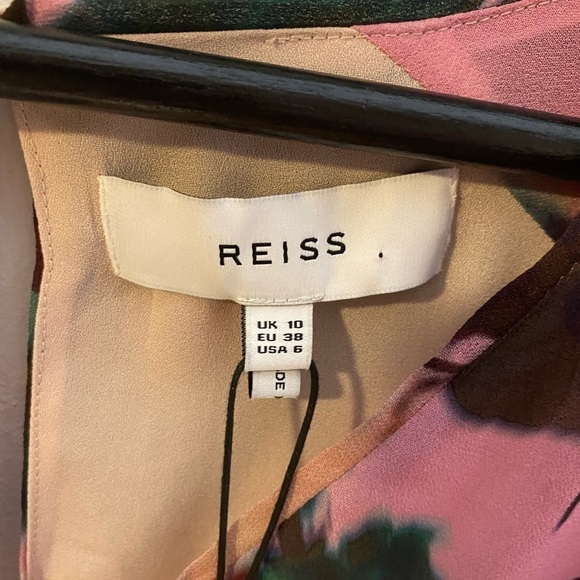 REISS .
UK 10
EU 38
USA 6